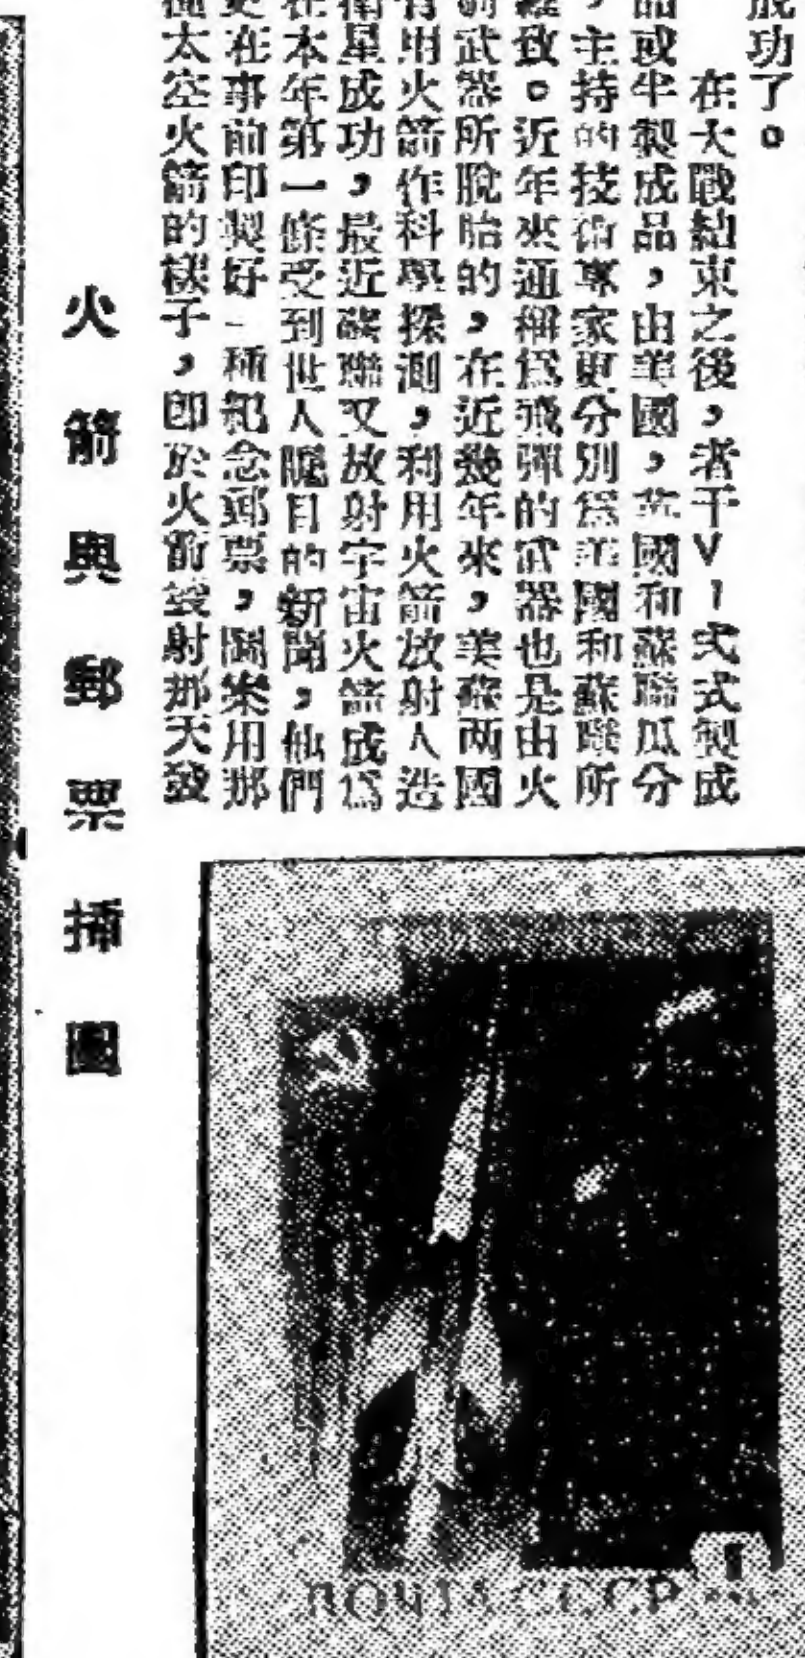 成功了。
在大戰結束之後，若干V1式式製成
品或半製成品，由美國，英國和蘇聯瓜分
，主持的技術專家更分別爲美國和蘇聯所
羅致。近年來通稱爲飛彈的武器也是由火
箭武器所脫胎的，在近幾年來，美蘇兩國
有用火箭作科學探測，利用火箭放射人造
衛星成功，最近蘇聯又放射宇宙火箭成爲
在本年第一條受到世人矚目的新聞，他們
更在事前印製好一種紀念郵票，圖案用那
個太空火箭的樣子，即於火箭發射那天發
火箭與郵票插圖
ПОЧТА СССР